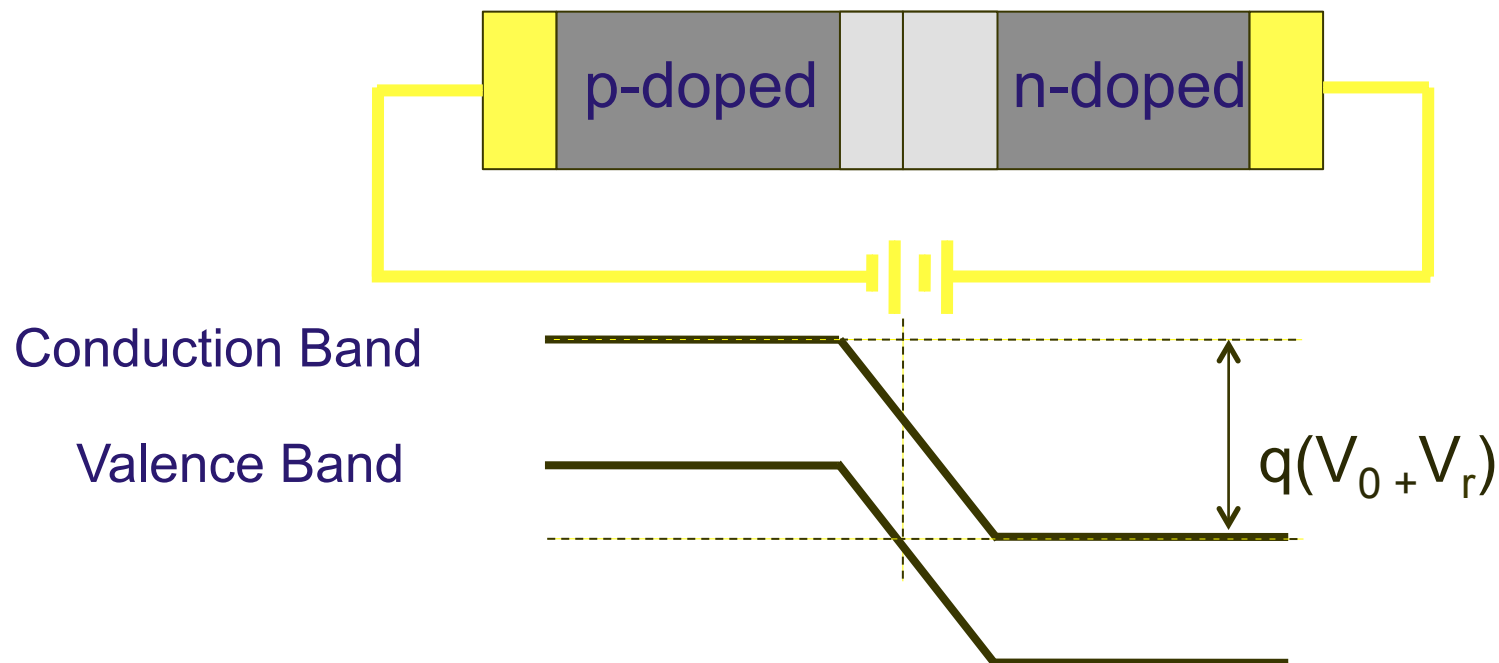 p-doped
n-doped
Conduction Band
Valence Band
q(V₀ ₊Vᵣ)